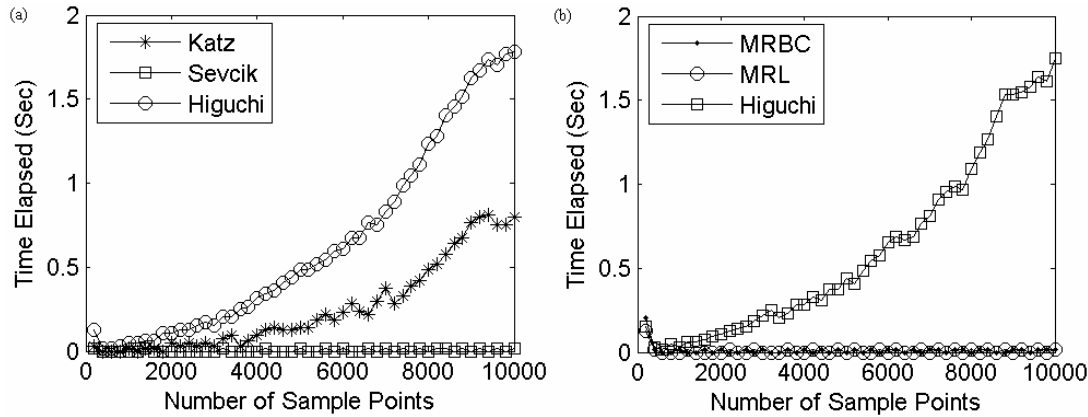 (a)
Katz
Sevcik
Higuchi
Time Elapsed (Sec)
2
1.5
1
0.5
0
0 2000 4000 6000 8000 10000
Number of Sample Points
(b)
MRBC
MRL
Higuchi
Time Elapsed (Sec)
2
1.5
1
0.5
0
0 2000 4000 6000 8000 10000
Number of Sample Points